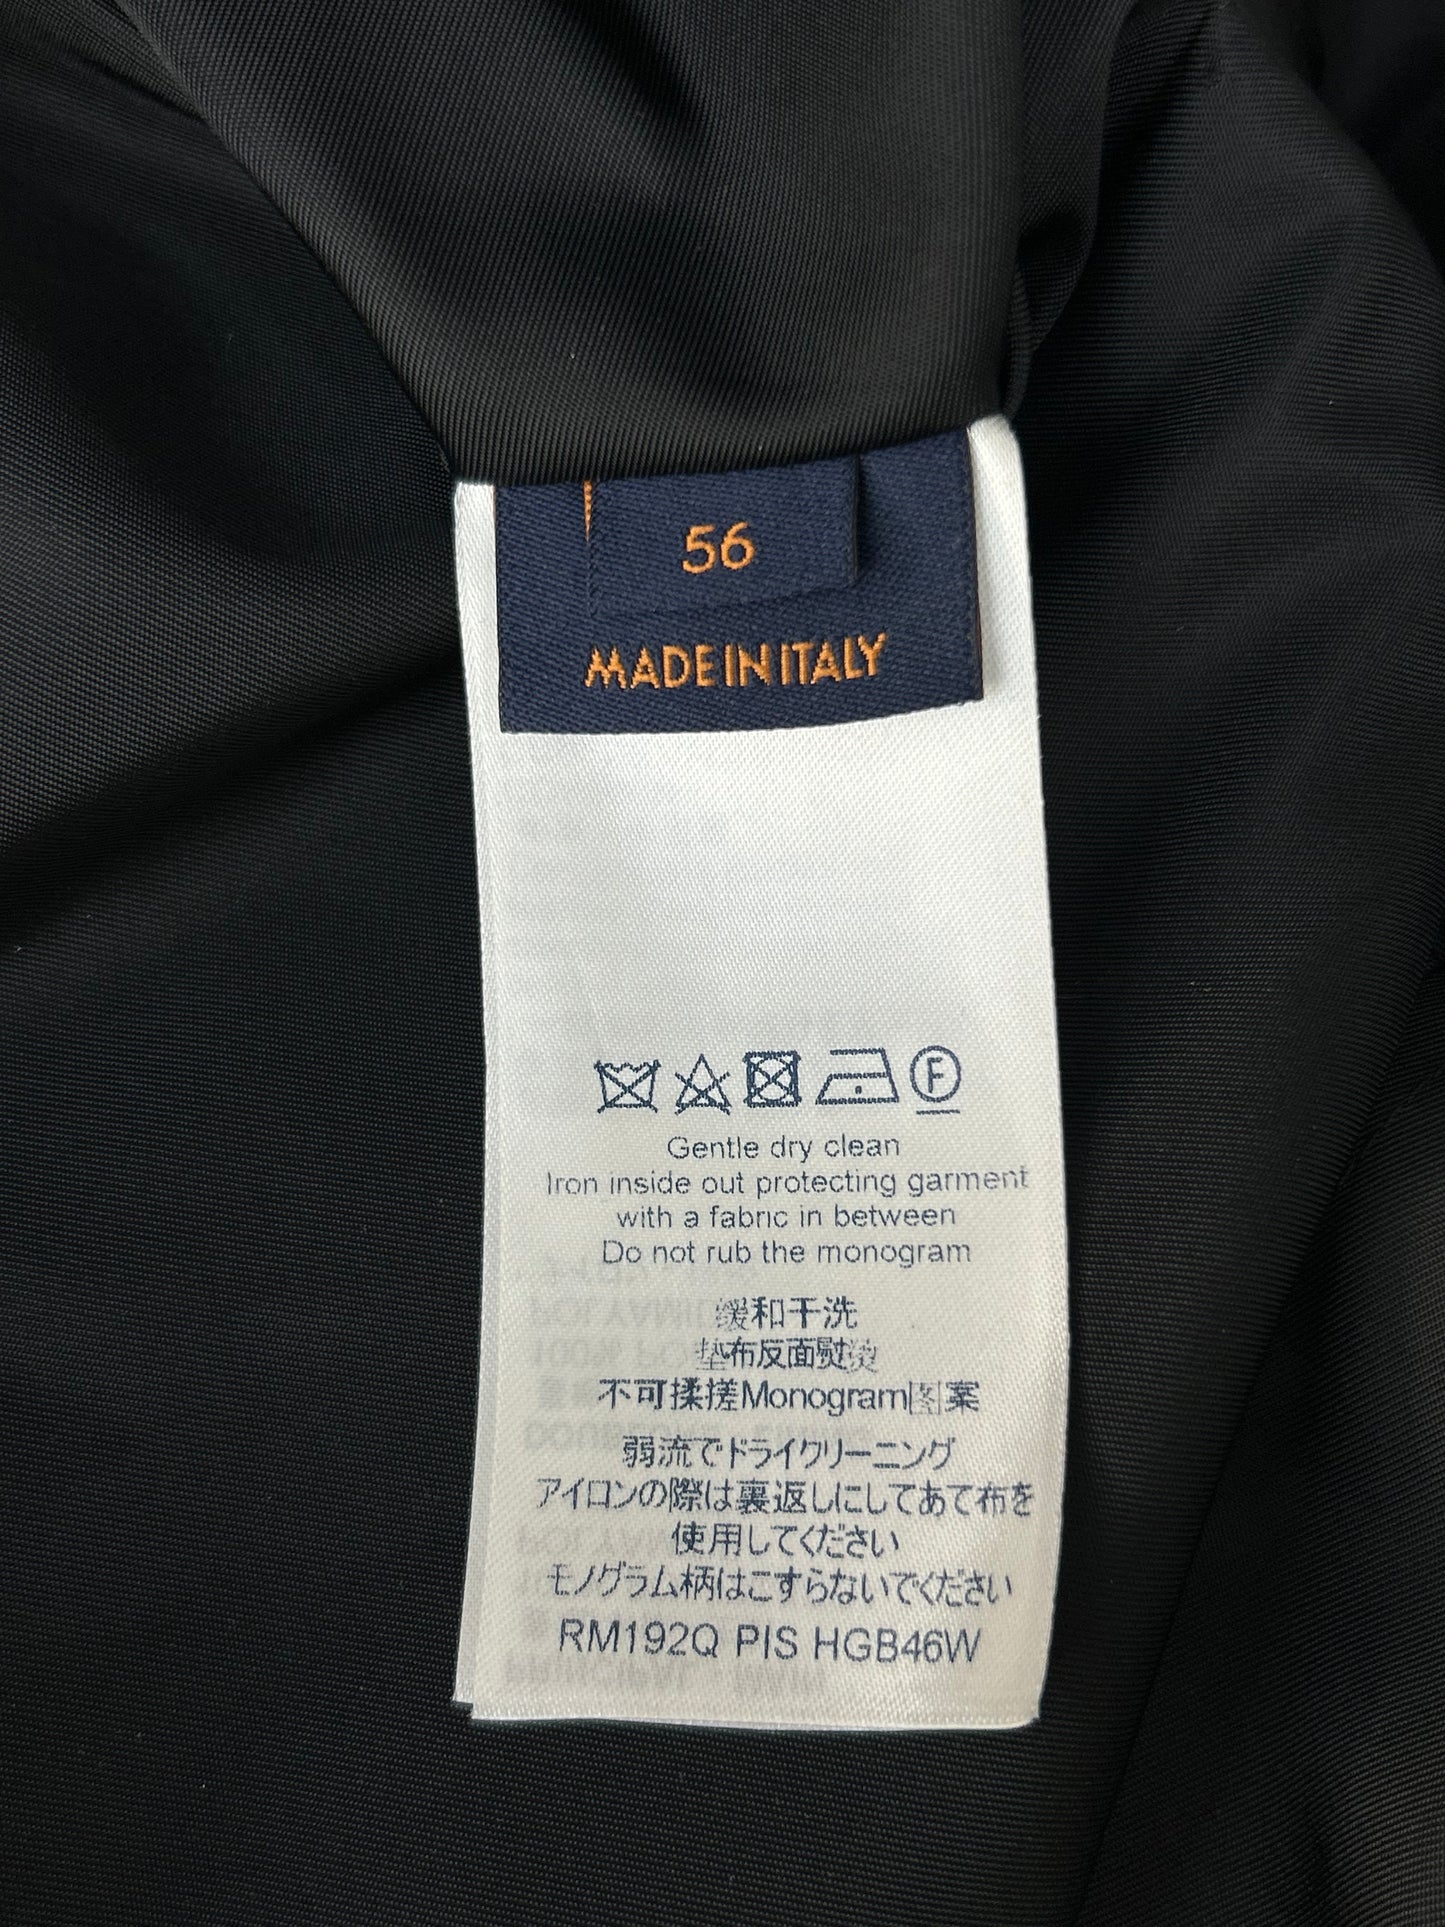 56
MADE IN ITALY
F
Gentle dry clean
Iron inside out protecting garment
with a fabric in between
Do not rub the monogram
缓和干洗
垫布反面熨烫
不可揉搓Monogram图案
弱流でドライクリーニング
アイロンの際は裏返しにしてあて布を
使用してください
モノグラム柄はこすらないでください
RM192Q PIS HGB46W